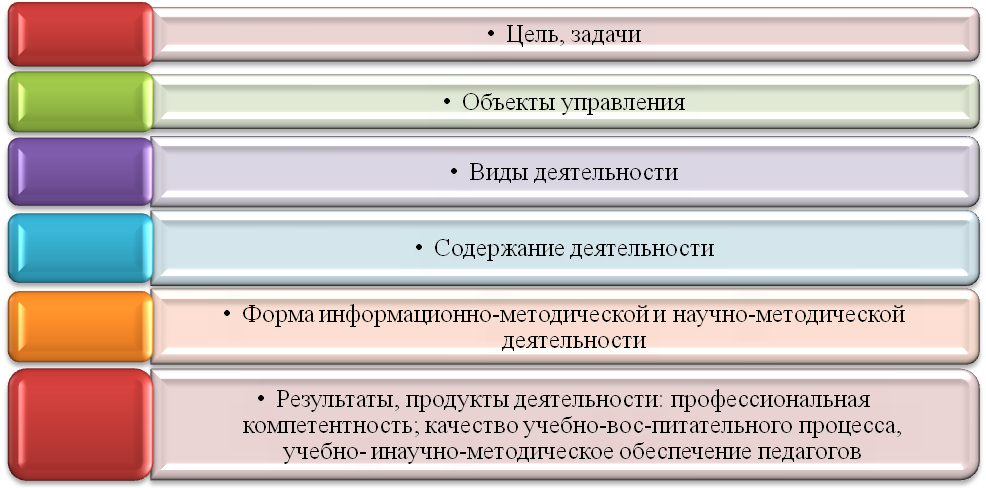 • Цель, задачи
• Объекты управления
• Виды деятельности
• Содержание деятельности
• Форма информационно-методической и научно-методической
деятельности
• Результаты, продукты деятельности: профессиональная
компетентность; качество учебно-вос-питательного процесса,
учебно- инаучно-методическое обеспечение педагогов